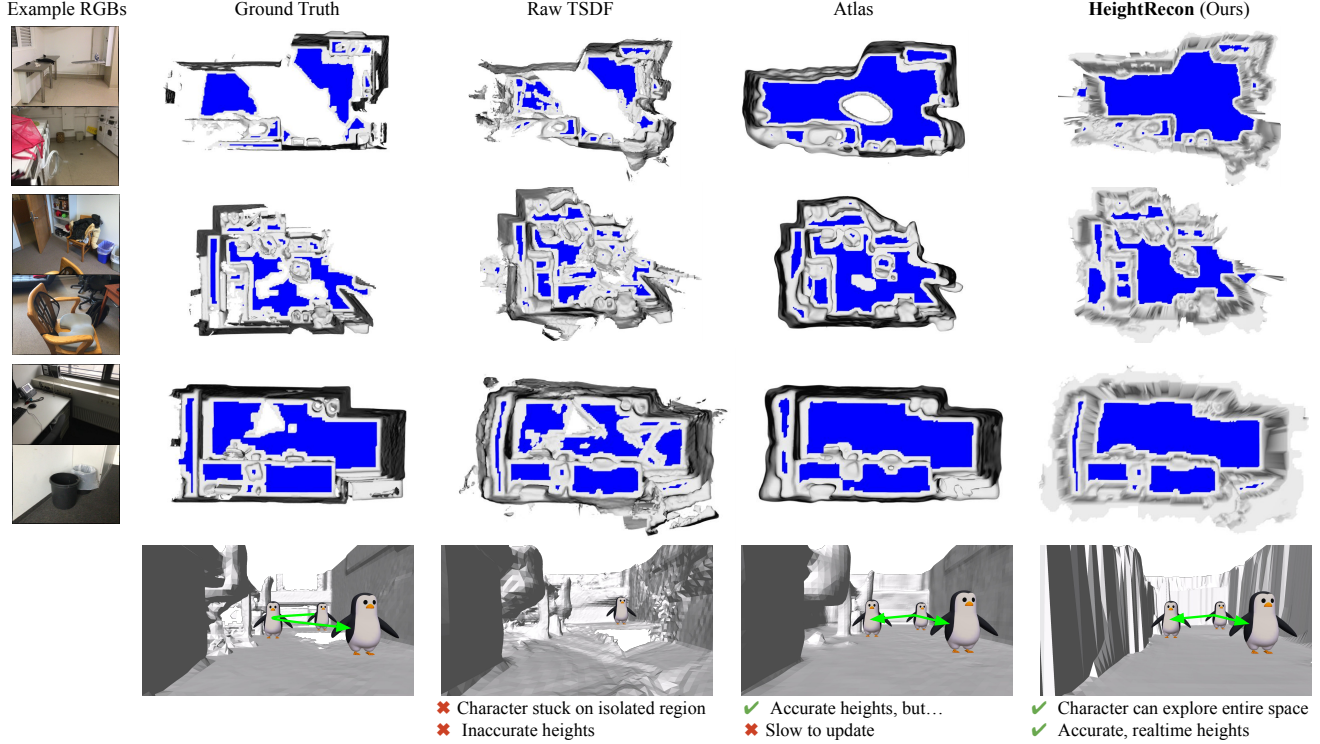 Example RGBs
Ground Truth
Raw TSDF
Atlas
HeightRecon (Ours)
✖ Character stuck on isolated region
✖ Inaccurate heights
✔ Accurate heights, but…
✖ Slow to update
✔ Character can explore entire space
✔ Accurate, realtime heights